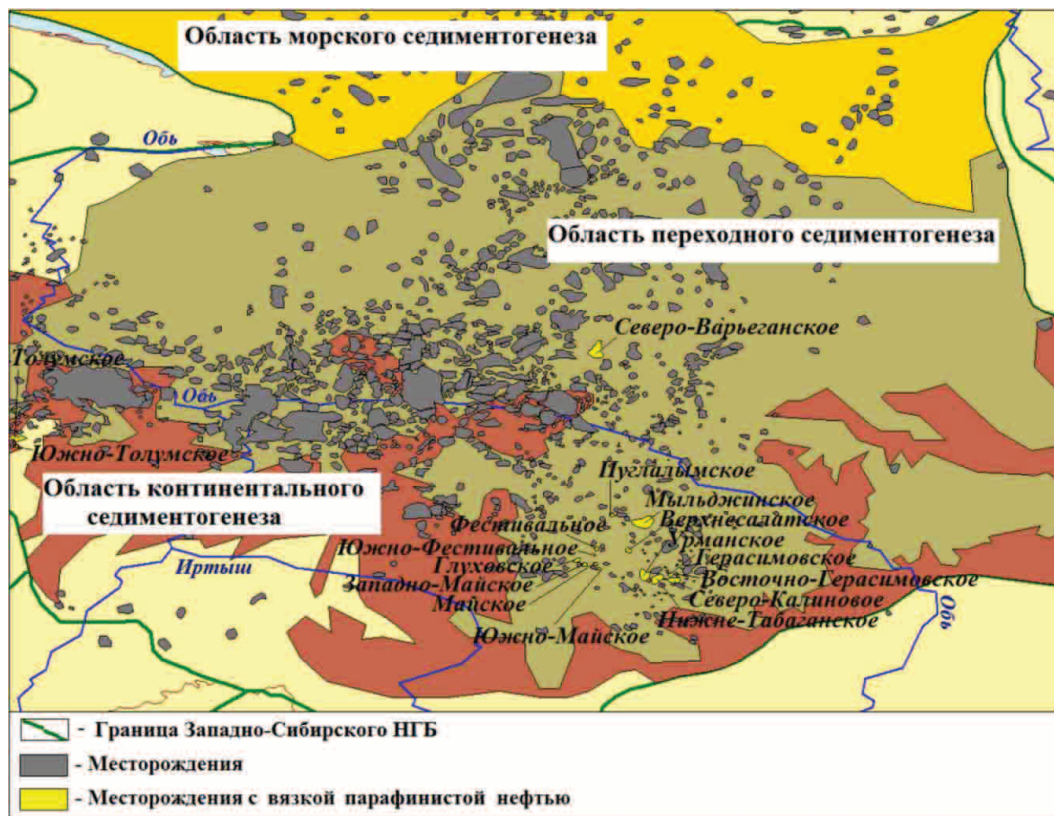 Область морского седиментогенеза
Обь
Область переходного седиментогенеза
Северо-Варьеганское
Толумское
Обь
Южно-Толумское
Пугладымское
Область континентального
седиментогенеза
Мыльджинское
Фестивальное
Верхнесалатское
Урманское
Южно-Фестивальное
Герасимовское
Глуховское
Иртыш
Восточно-Герасимовское
Западно-Майское
Северо-Калиновое
Майское
Обь
Нижне-Табаганское
Южно-Майское
- Граница Западно-Сибирского НГБ
- Месторождения
- Месторождения с вязкой парафинистой нефтью